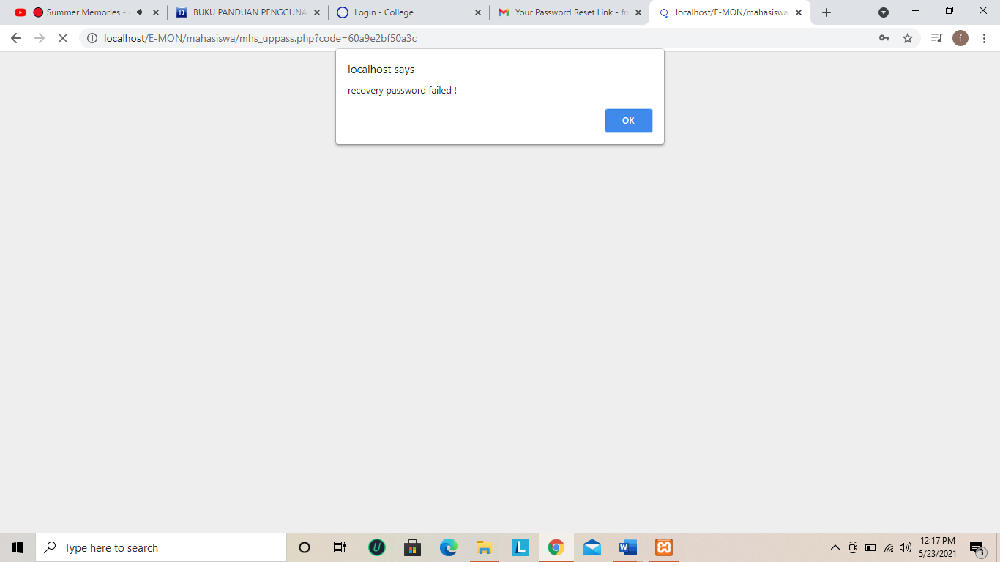 Summer Memories -
BUKU PANDUAN PENGGUNA
Login - College
Your Password Reset Link - fn
localhost/E-MON/mahasiswa
localhost/E-MON/mahasiswa/mhs_uppass.php?code=60a9e2bf50a3c
f
localhost says
recovery password failed !
OK
Type here to search
12:17 PM
5/23/2021
3